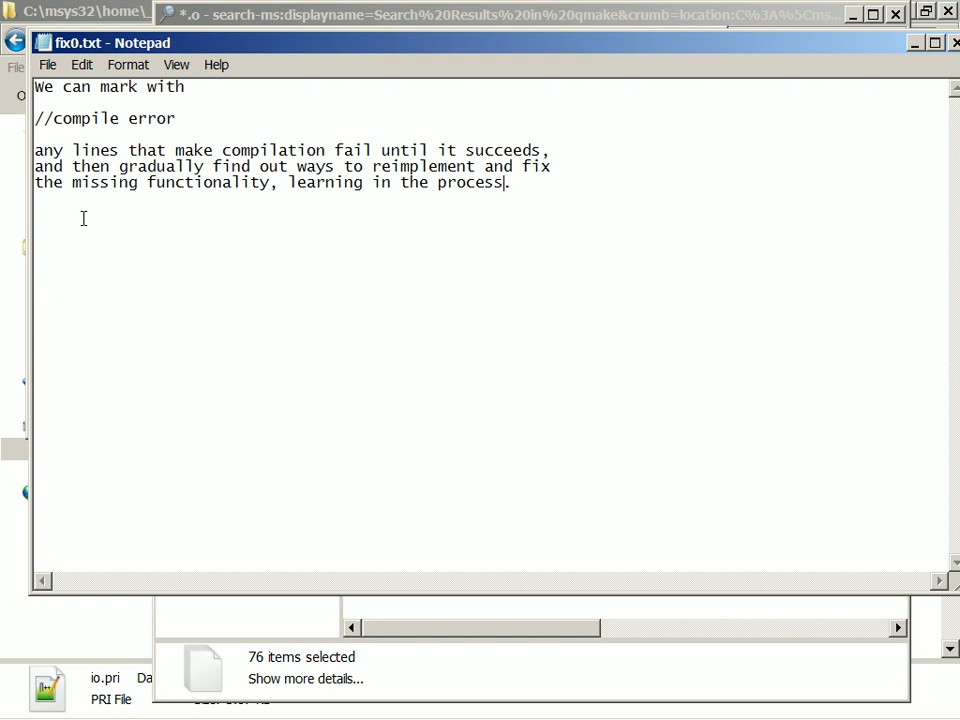 C:\msys32\home\_
*.o - search-ms:displayname=Search%20Results%20in%20qmake&crumb=location:C%3A%5Cms...
fix0.txt - Notepad
File
File Edit Format View Help
We can mark with
//compile error
any lines that make compilation fail until it succeeds,
and then gradually find out ways to reimplement and fix
the missing functionality, learning in the process.
76 items selected
Show more details...
io.pri Da
PRI File